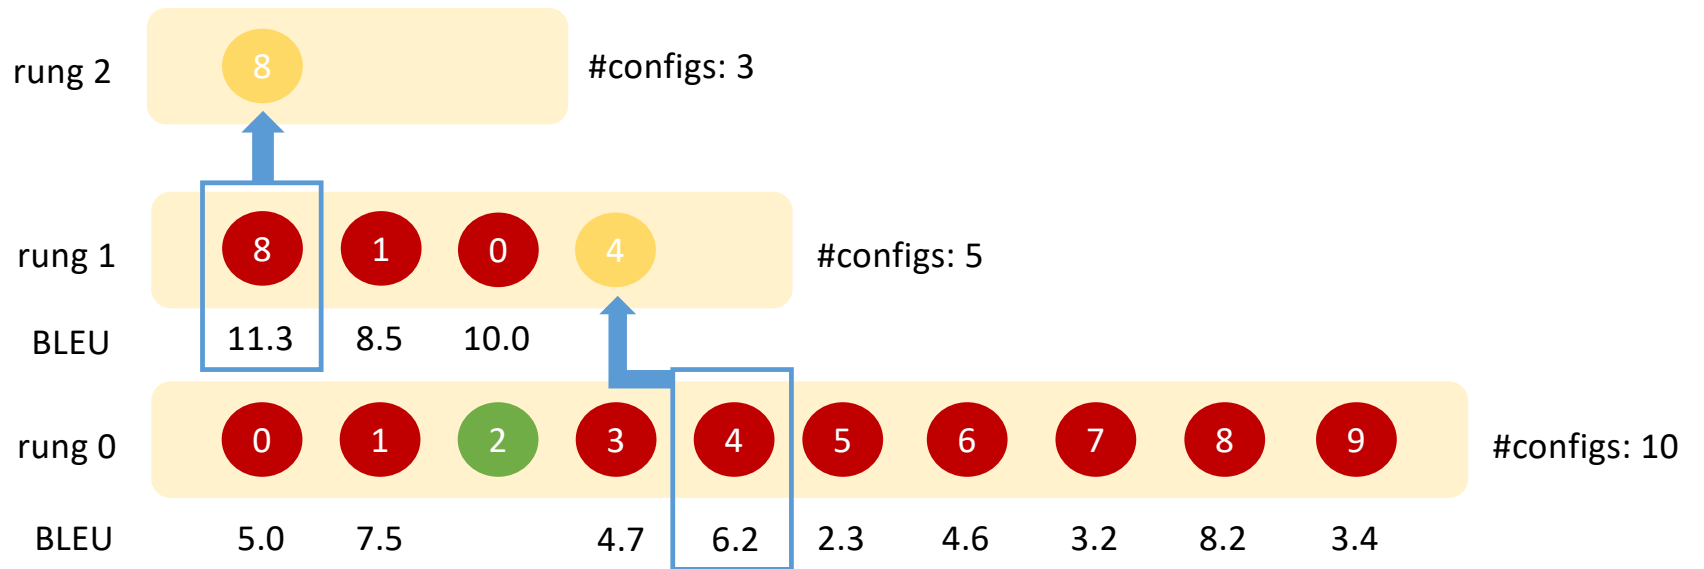 rung 2 8 #configs: 3
rung 1 8 1 0 4 #configs: 5
BLEU 11.3 8.5 10.0
rung 0 0 1 2 3 4 5 6 7 8 9 #configs: 10
BLEU 5.0 7.5 4.7 6.2 2.3 4.6 3.2 8.2 3.4